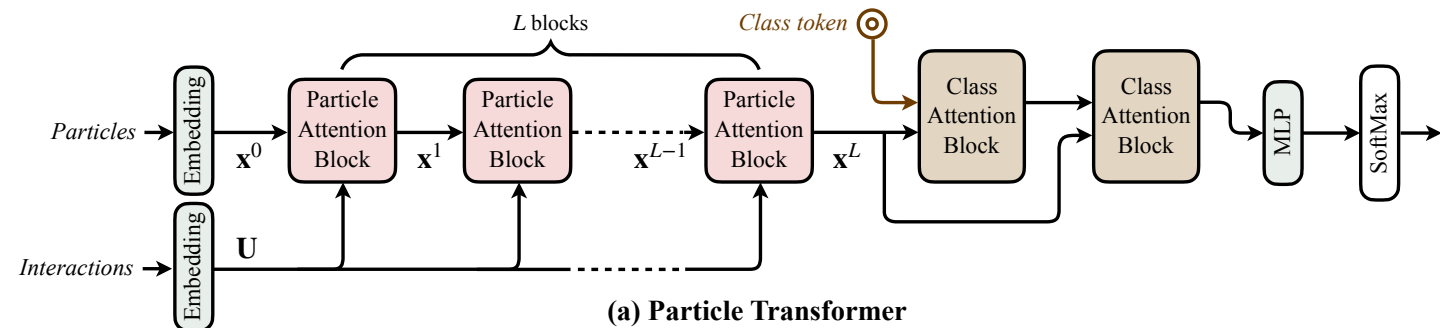 Class token
L blocks
Particles
Embedding
x⁰
Particle
Attention
Block
x¹
Particle
Attention
Block
xᴸ⁻¹
Particle
Attention
Block
xᴸ
Class
Attention
Block
Class
Attention
Block
MLP
SoftMax
Interactions
Embedding
U
(a) Particle Transformer